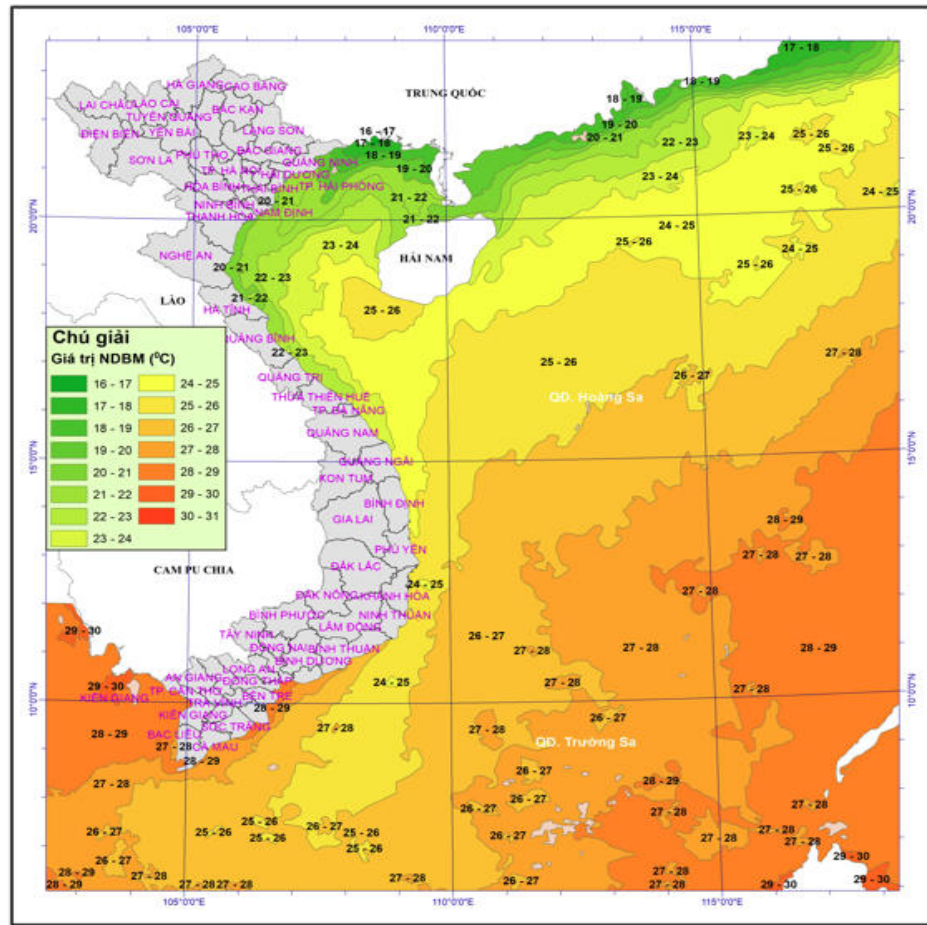 105°0'0"E
110°0'0"E
115°0'0"E
17 - 18
18 - 19
HÀ GIANG
CAO BẰNG
TRUNG QUỐC
LAI CHÂU
LÀO CAI
18 - 19
TUYÊN QUANG
BẮC KẠN
19 - 20
ĐIỆN BIÊN
YÊN BÁI
LẠNG SƠN
16 - 17
17 - 18
20 - 21
22 - 23
23 - 24
25 - 26
25 - 26
SƠN LA
PHÚ THỌ
BẮC GIANG
18 - 19
QUẢNG NINH
19 - 20
TP. HÀ NỘI
HẢI DƯƠNG
23 - 24
HÒA BÌNH
THÁI BÌNH
TP. HẢI PHÒNG
21 - 22
25 - 26
24 - 25
NINH BÌNH
20 - 21
NAM ĐỊNH
THANH HÓA
21 - 22
20°0'0"N
20°0'0"N
24 - 25
23 - 24
25 - 26
24 - 25
NGHỆ AN
HẢI NAM
20 - 21
22 - 23
25 - 26
LÀO
21 - 22
HÀ TĨNH
25 - 26
Chú giải
Giá trị NDBM (⁰C)
16 - 17
24 - 25
17 - 18
25 - 26
18 - 19
26 - 27
19 - 20
27 - 28
20 - 21
28 - 29
21 - 22
29 - 30
22 - 23
30 - 31
23 - 24
QUẢNG BÌNH
22 - 23
25 - 26
27 - 28
QUẢNG TRỊ
26 - 27
THỪA THIÊN HUẾ
QĐ. Hoàng Sa
TP. ĐÀ NẴNG
QUẢNG NAM
15°0'0"N
QUẢNG NGÃI
15°0'0"N
KON TUM
BÌNH ĐỊNH
GIA LAI
28 - 29
PHÚ YÊN
27 - 28
27 - 28
CAM PU CHIA
ĐẮK LẮC
24 - 25
27 - 28
ĐẮK NÔNG
KHÁNH HÒA
BÌNH PHƯỚC
NINH THUẬN
29 - 30
TÂY NINH
LÂM ĐỒNG
26 - 27
ĐỒNG NAI
BÌNH THUẬN
27 - 28
27 - 28
28 - 29
BÌNH DƯƠNG
LONG AN
AN GIANG
ĐỒNG THÁP
24 - 25
27 - 28
27 - 28
29 - 30
KIÊN GIANG
TP. CẦN THƠ
BẾN TRE
10°0'0"N
TRÀ VINH
28 - 29
10°0'0"N
KIÊN GIANG
26 - 27
28 - 29
BẠC LIÊU
SÓC TRĂNG
27 - 28
27 - 28
27 - 28
CÀ MAU
QĐ. Trường Sa
28 - 29
26 - 27
27 - 28
28 - 29
26 - 27
26 - 27
27 - 28
27 - 28
25 - 26
26 - 27
26 - 27
25 - 26
25 - 26
25 - 26
26 - 27
27 - 28
27 - 28
25 - 26
27 - 28
26 - 27
29 - 30
28 - 29
27 - 28
27 - 28
28 - 29
27 - 28
27 - 28
27 - 28
26 - 27
27 - 28
29 - 30
29 - 30
105°0'0"E
110°0'0"E
115°0'0"E